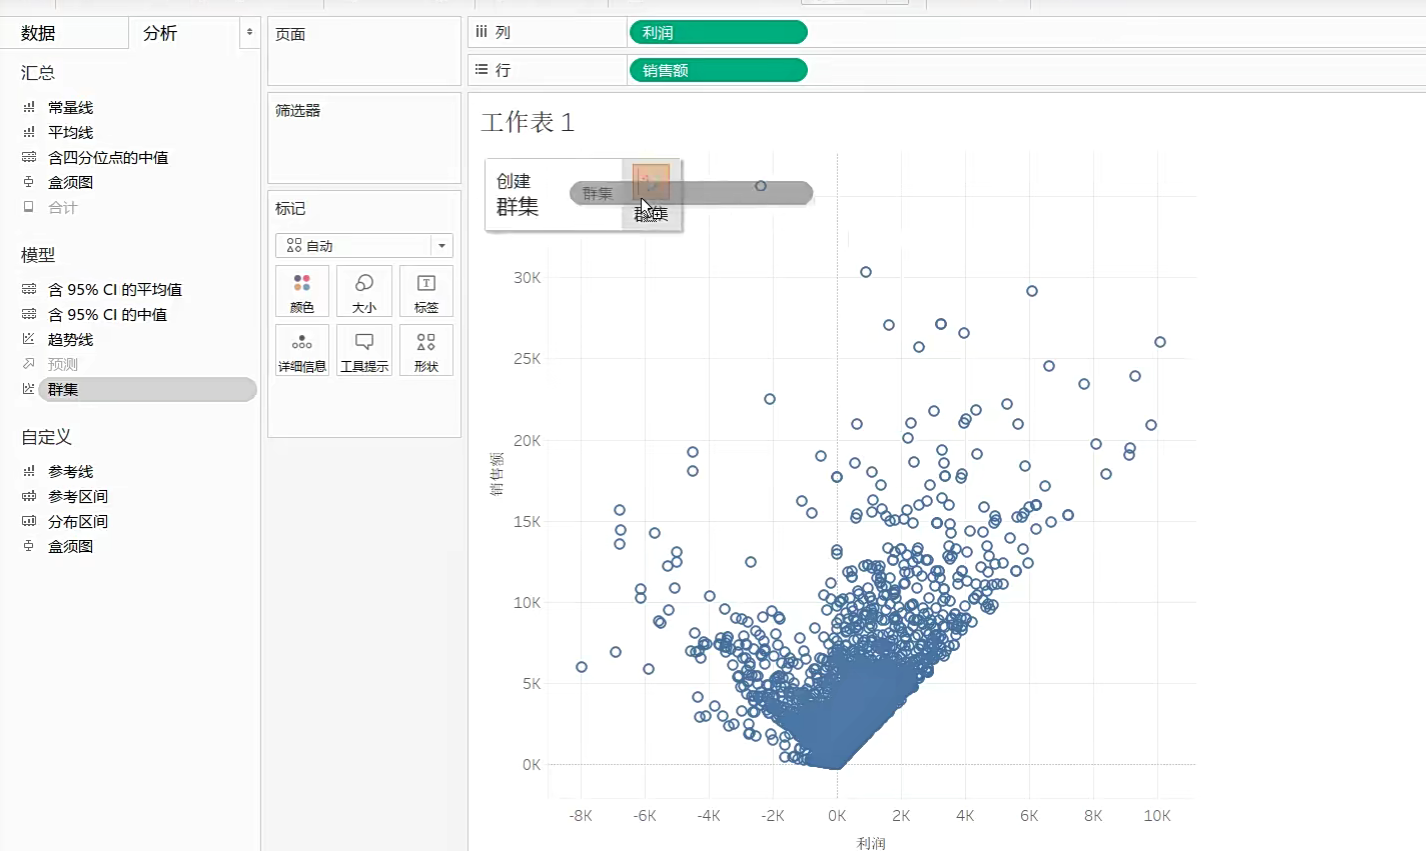 数据
分析
汇总
常量线
平均线
含四分位点的中值
盒须图
合计
模型
含 95% CI 的平均值
含 95% CI 的中值
趋势线
预测
群集
自定义
参考线
参考区间
分布区间
盒须图
页面
筛选器
标记
自动
颜色
大小
标签
详细信息
工具提示
形状
列
利润
行
销售额
工作表 1
创建
群集
群集
群集
销售额
30K
25K
20K
15K
10K
5K
0K
-8K
-6K
-4K
-2K
0K
2K
4K
6K
8K
10K
利润